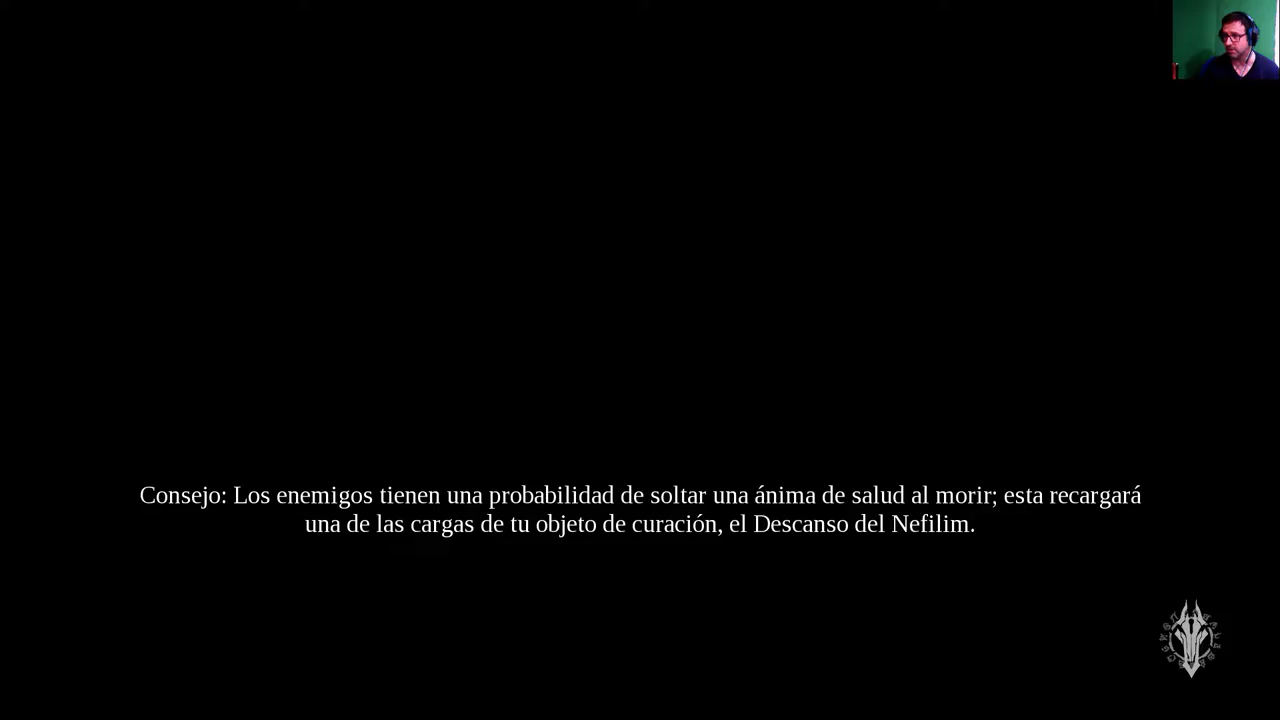 Consejo: Los enemigos tienen una probabilidad de soltar una ánima de salud al morir; esta recargará
una de las cargas de tu objeto de curación, el Descanso del Nefilim.